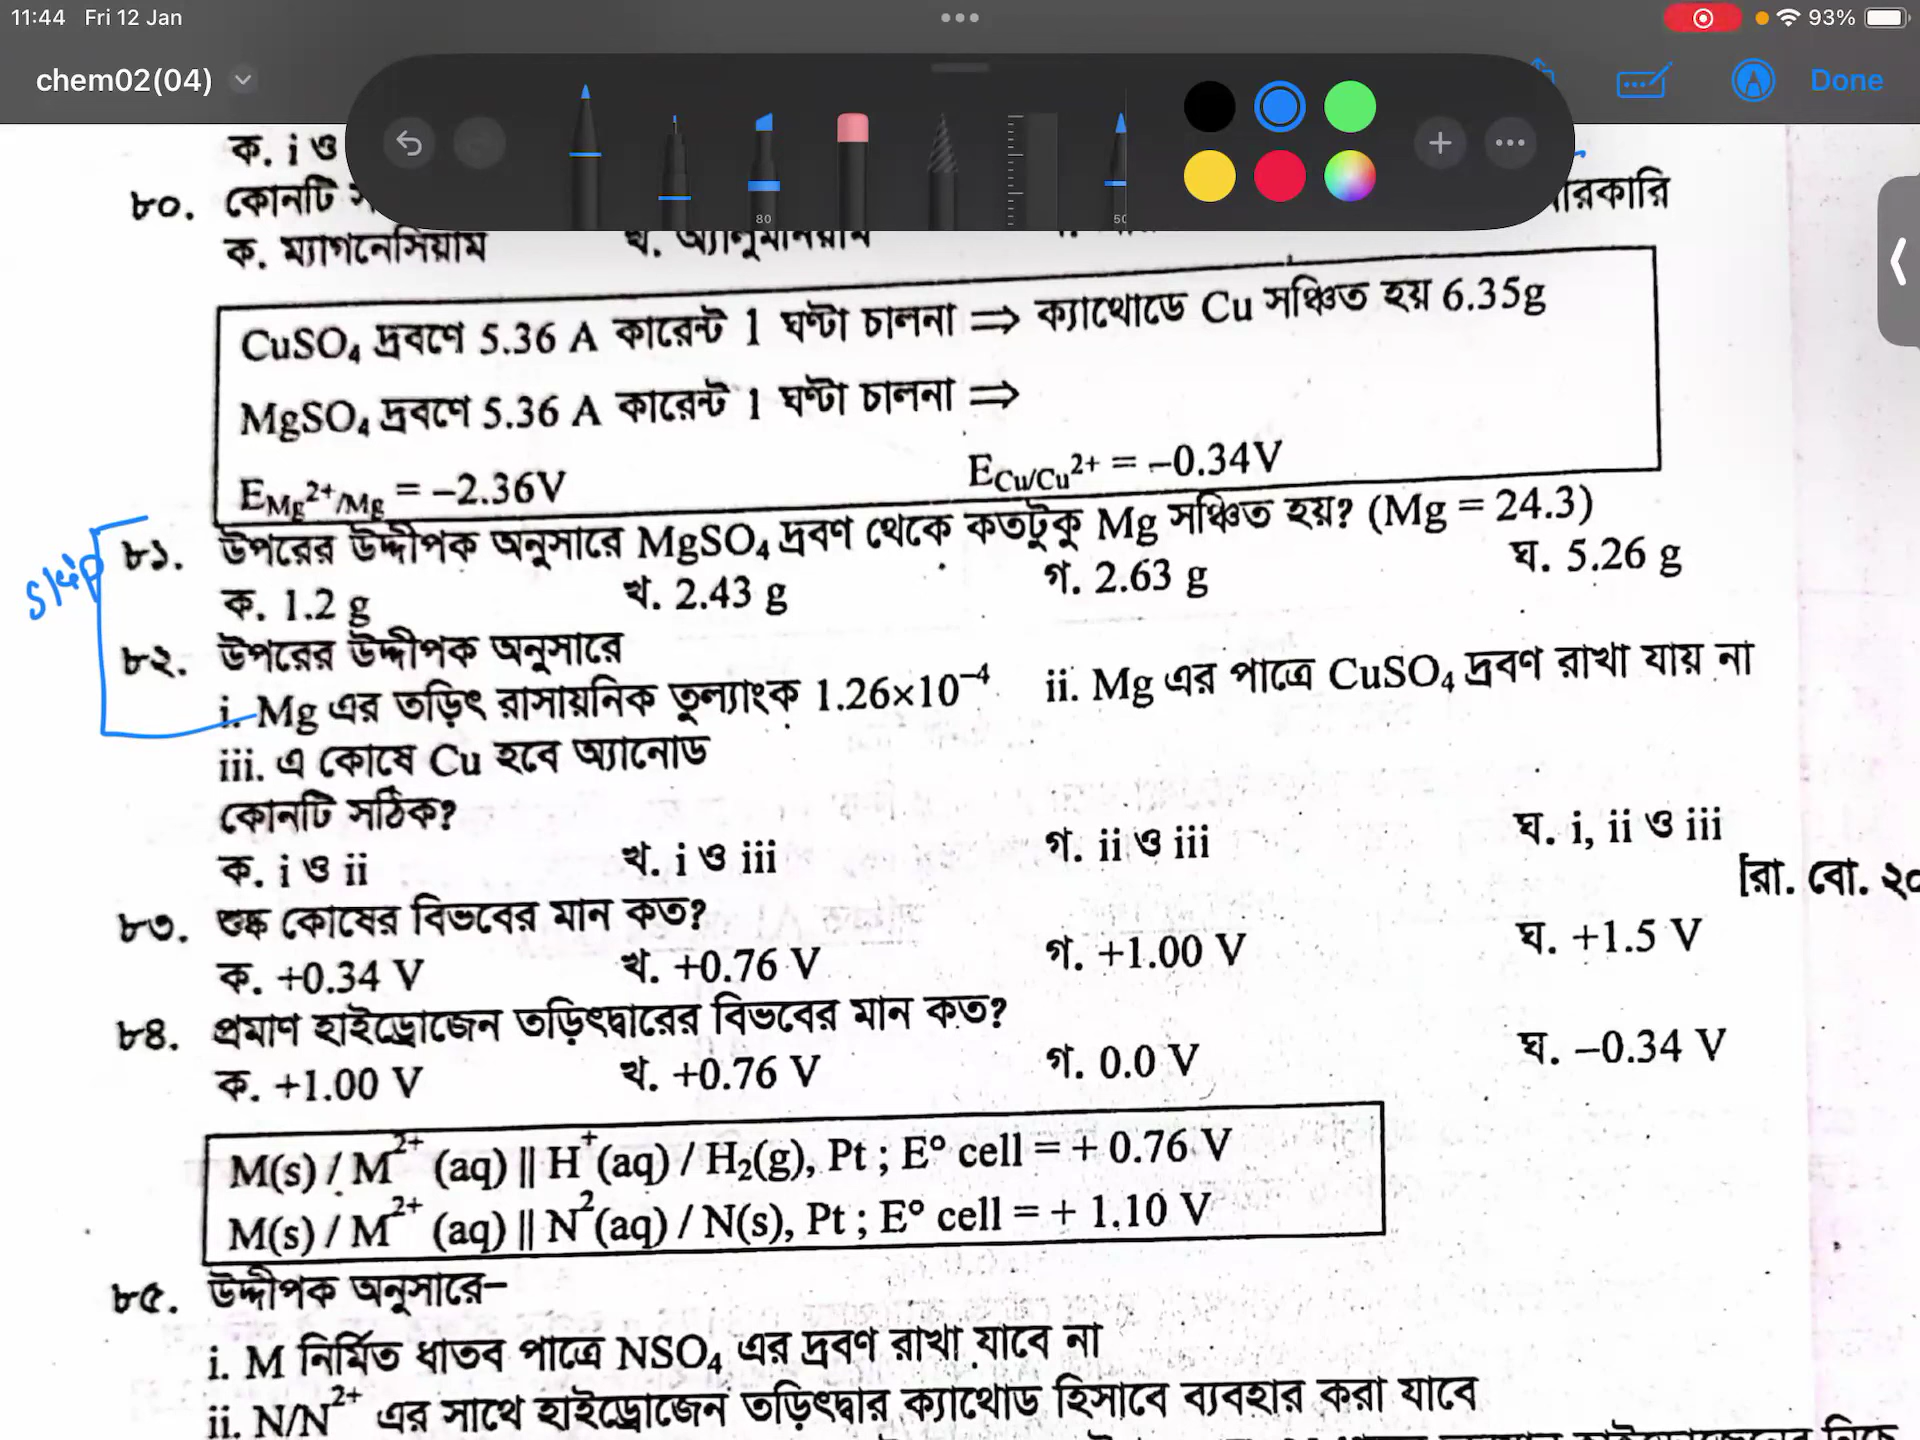 11:44 Fri 12 Jan
93%
chem02(04)
Done
80
50
ক. i ও
৮০. কোনটি
ক. ম্যাগনেসিয়াম খ. অ্যালুমিনিয়াম
CuSO₄ দ্রবণে 5.36 A কারেন্ট 1 ঘণ্টা চালনা ⇒ ক্যাথোডে Cu সঞ্চিত হয় 6.35g
MgSO₄ দ্রবণে 5.36 A কারেন্ট 1 ঘণ্টা চালনা ⇒
E Mg²⁺/Mg = −2.36V E Cu/Cu²⁺ = −0.34V
skip
৮১. উপরের উদ্দীপক অনুসারে MgSO₄ দ্রবণ থেকে কতটুকু Mg সঞ্চিত হয়? (Mg = 24.3)
ক. 1.2 g খ. 2.43 g গ. 2.63 g ঘ. 5.26 g
৮২. উপরের উদ্দীপক অনুসারে
i. Mg এর তড়িৎ রাসায়নিক তুল্যাংক 1.26×10⁻⁴ ii. Mg এর পাত্রে CuSO₄ দ্রবণ রাখা যায় না
iii. এ কোষে Cu হবে অ্যানোড
কোনটি সঠিক?
ক. i ও ii খ. i ও iii গ. ii ও iii ঘ. i, ii ও iii
[রা. বো. ২০
৮৩. শুষ্ক কোষের বিভবের মান কত?
ক. +0.34 V খ. +0.76 V গ. +1.00 V ঘ. +1.5 V
৮৪. প্রমাণ হাইড্রোজেন তড়িৎদ্বারের বিভবের মান কত?
ক. +1.00 V খ. +0.76 V গ. 0.0 V ঘ. −0.34 V
M(s) / M²⁺ (aq) || H⁺(aq) / H₂(g), Pt ; E° cell = + 0.76 V
M(s) / M²⁺ (aq) || N²(aq) / N(s), Pt ; E° cell = + 1.10 V
৮৫. উদ্দীপক অনুসারে–
i. M নির্মিত ধাতব পাত্রে NSO₄ এর দ্রবণ রাখা যাবে না
ii. N/N²⁺ এর সাথে হাইড্রোজেন তড়িৎদ্বার ক্যাথোড হিসাবে ব্যবহার করা যাবে